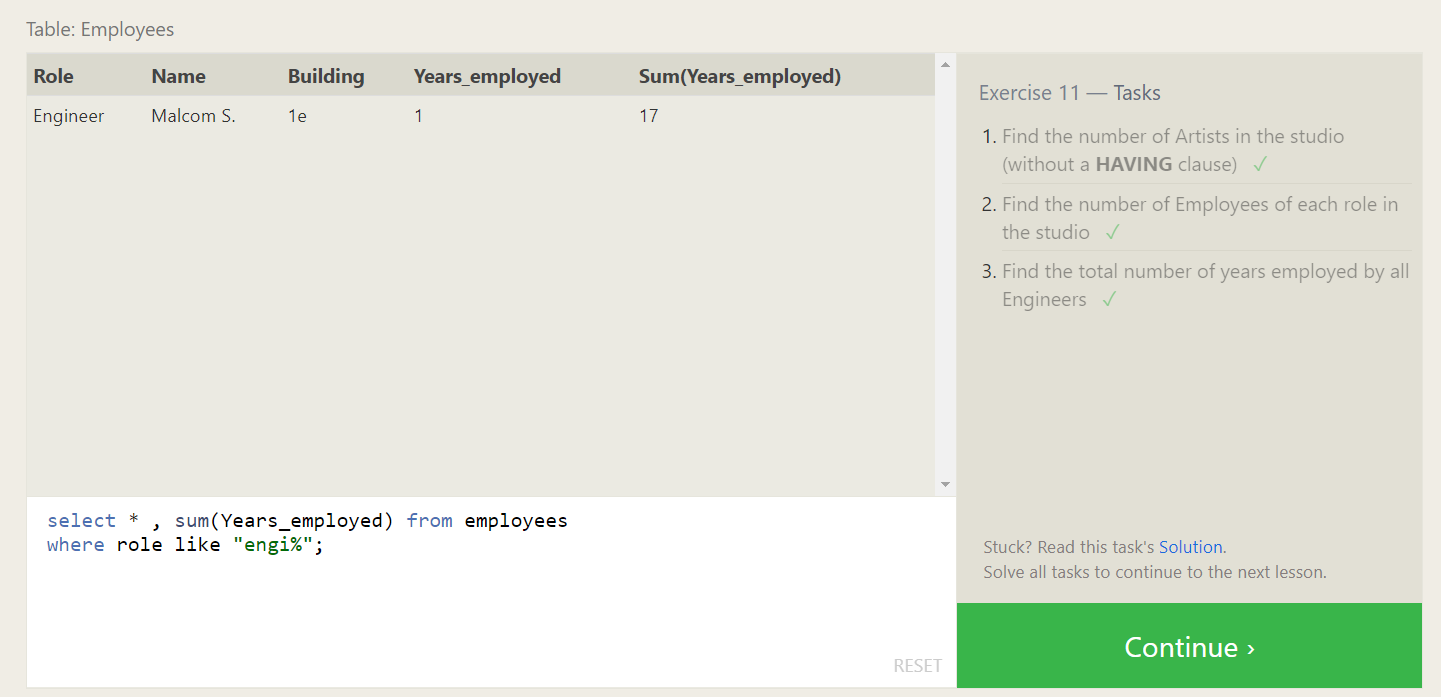 Table: Employees
Role Name Building Years_employed Sum(Years_employed)
Engineer Malcom S. 1e 1 17
select * , sum(Years_employed) from employees
where role like "engi%";
RESET
Exercise 11 — Tasks
1. Find the number of Artists in the studio
(without a HAVING clause) ✓
2. Find the number of Employees of each role in
the studio ✓
3. Find the total number of years employed by all
Engineers ✓
Stuck? Read this task's Solution.
Solve all tasks to continue to the next lesson.
Continue ›